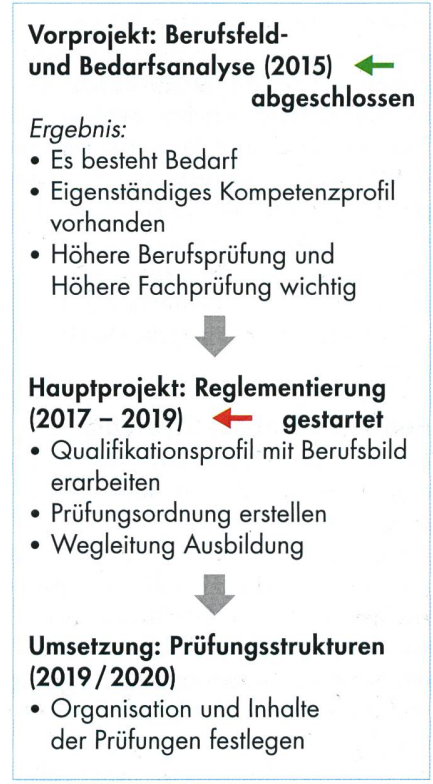 Vorprojekt: Berufsfeld-
und Bedarfsanalyse (2015)
abgeschlossen
Ergebnis:
• Es besteht Bedarf
• Eigenständiges Kompetenzprofil
vorhanden
• Höhere Berufsprüfung und
Höhere Fachprüfung wichtig
Hauptprojekt: Reglementierung
(2017 – 2019) gestartet
• Qualifikationsprofil mit Berufsbild
erarbeiten
• Prüfungsordnung erstellen
• Wegleitung Ausbildung
Umsetzung: Prüfungsstrukturen
(2019/2020)
• Organisation und Inhalte
der Prüfungen festlegen